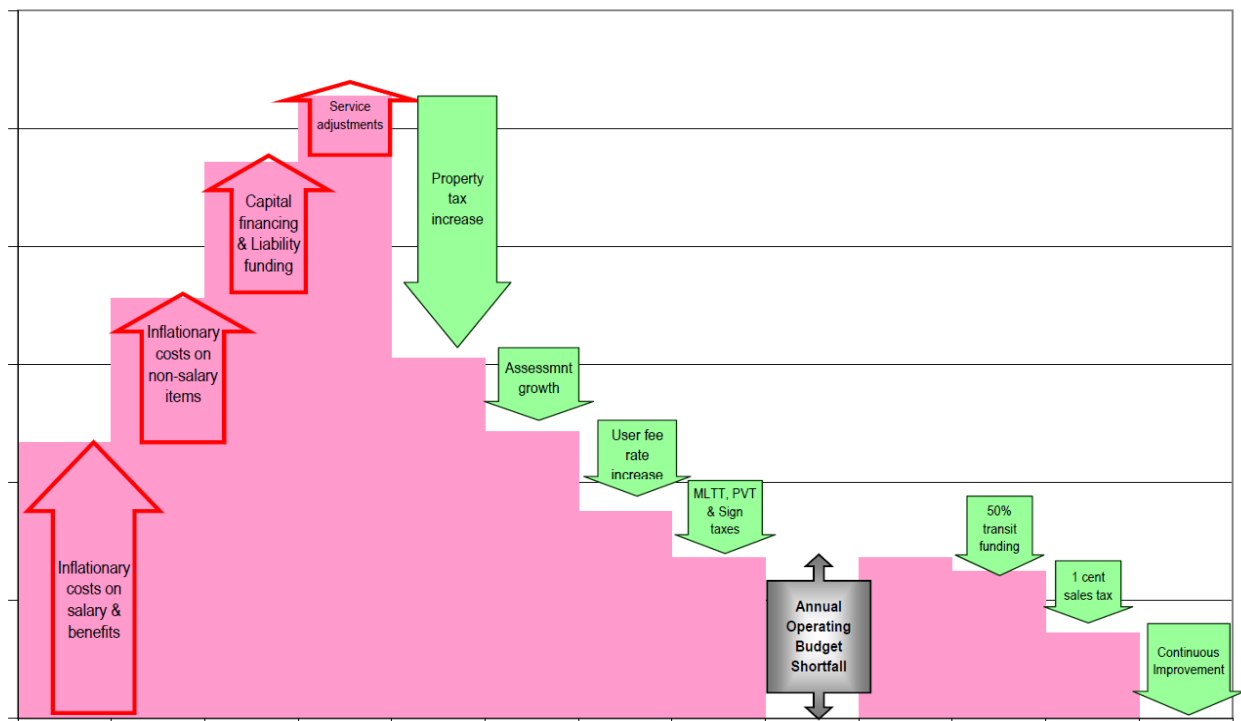 Service
adjustments
Property
tax
increase
Capital
financing
& Liability
funding
Inflationary
costs on
non-salary
items
Assessmnt
growth
User fee
rate
increase
MLTT, PVT
& Sign
taxes
50%
transit
funding
Inflationary
costs on
salary &
benefits
Annual
Operating
Budget
Shortfall
1 cent
sales tax
Continuous
Improvement